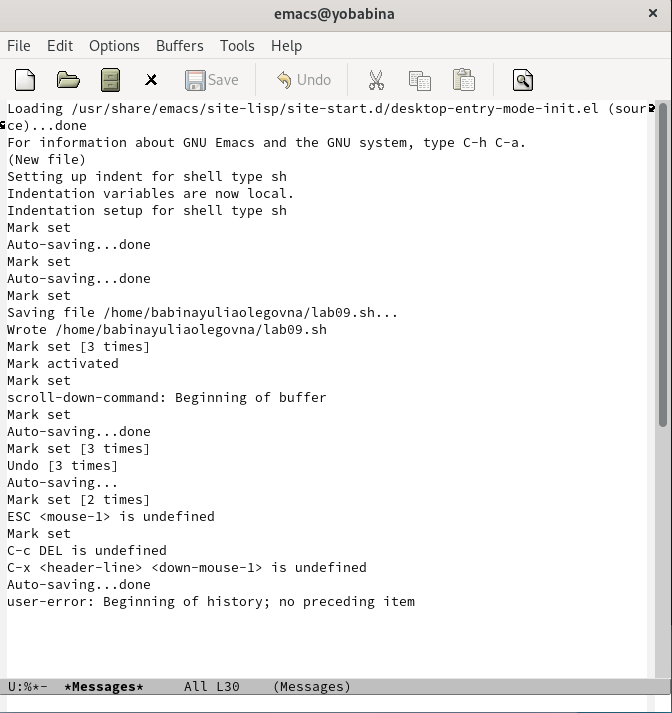 emacs@yobabina
File Edit Options Buffers Tools Help
Save Undo
Loading /usr/share/emacs/site-lisp/site-start.d/desktop-entry-mode-init.el (sour
ce)...done
For information about GNU Emacs and the GNU system, type C-h C-a.
(New file)
Setting up indent for shell type sh
Indentation variables are now local.
Indentation setup for shell type sh
Mark set
Auto-saving...done
Mark set
Auto-saving...done
Mark set
Saving file /home/babinayuliaolegovna/lab09.sh...
Wrote /home/babinayuliaolegovna/lab09.sh
Mark set [3 times]
Mark activated
Mark set
scroll-down-command: Beginning of buffer
Mark set
Auto-saving...done
Mark set [3 times]
Undo [3 times]
Auto-saving...
Mark set [2 times]
ESC <mouse-1> is undefined
Mark set
C-c DEL is undefined
C-x <header-line> <down-mouse-1> is undefined
Auto-saving...done
user-error: Beginning of history; no preceding item
U:%*- *Messages* All L30 (Messages)